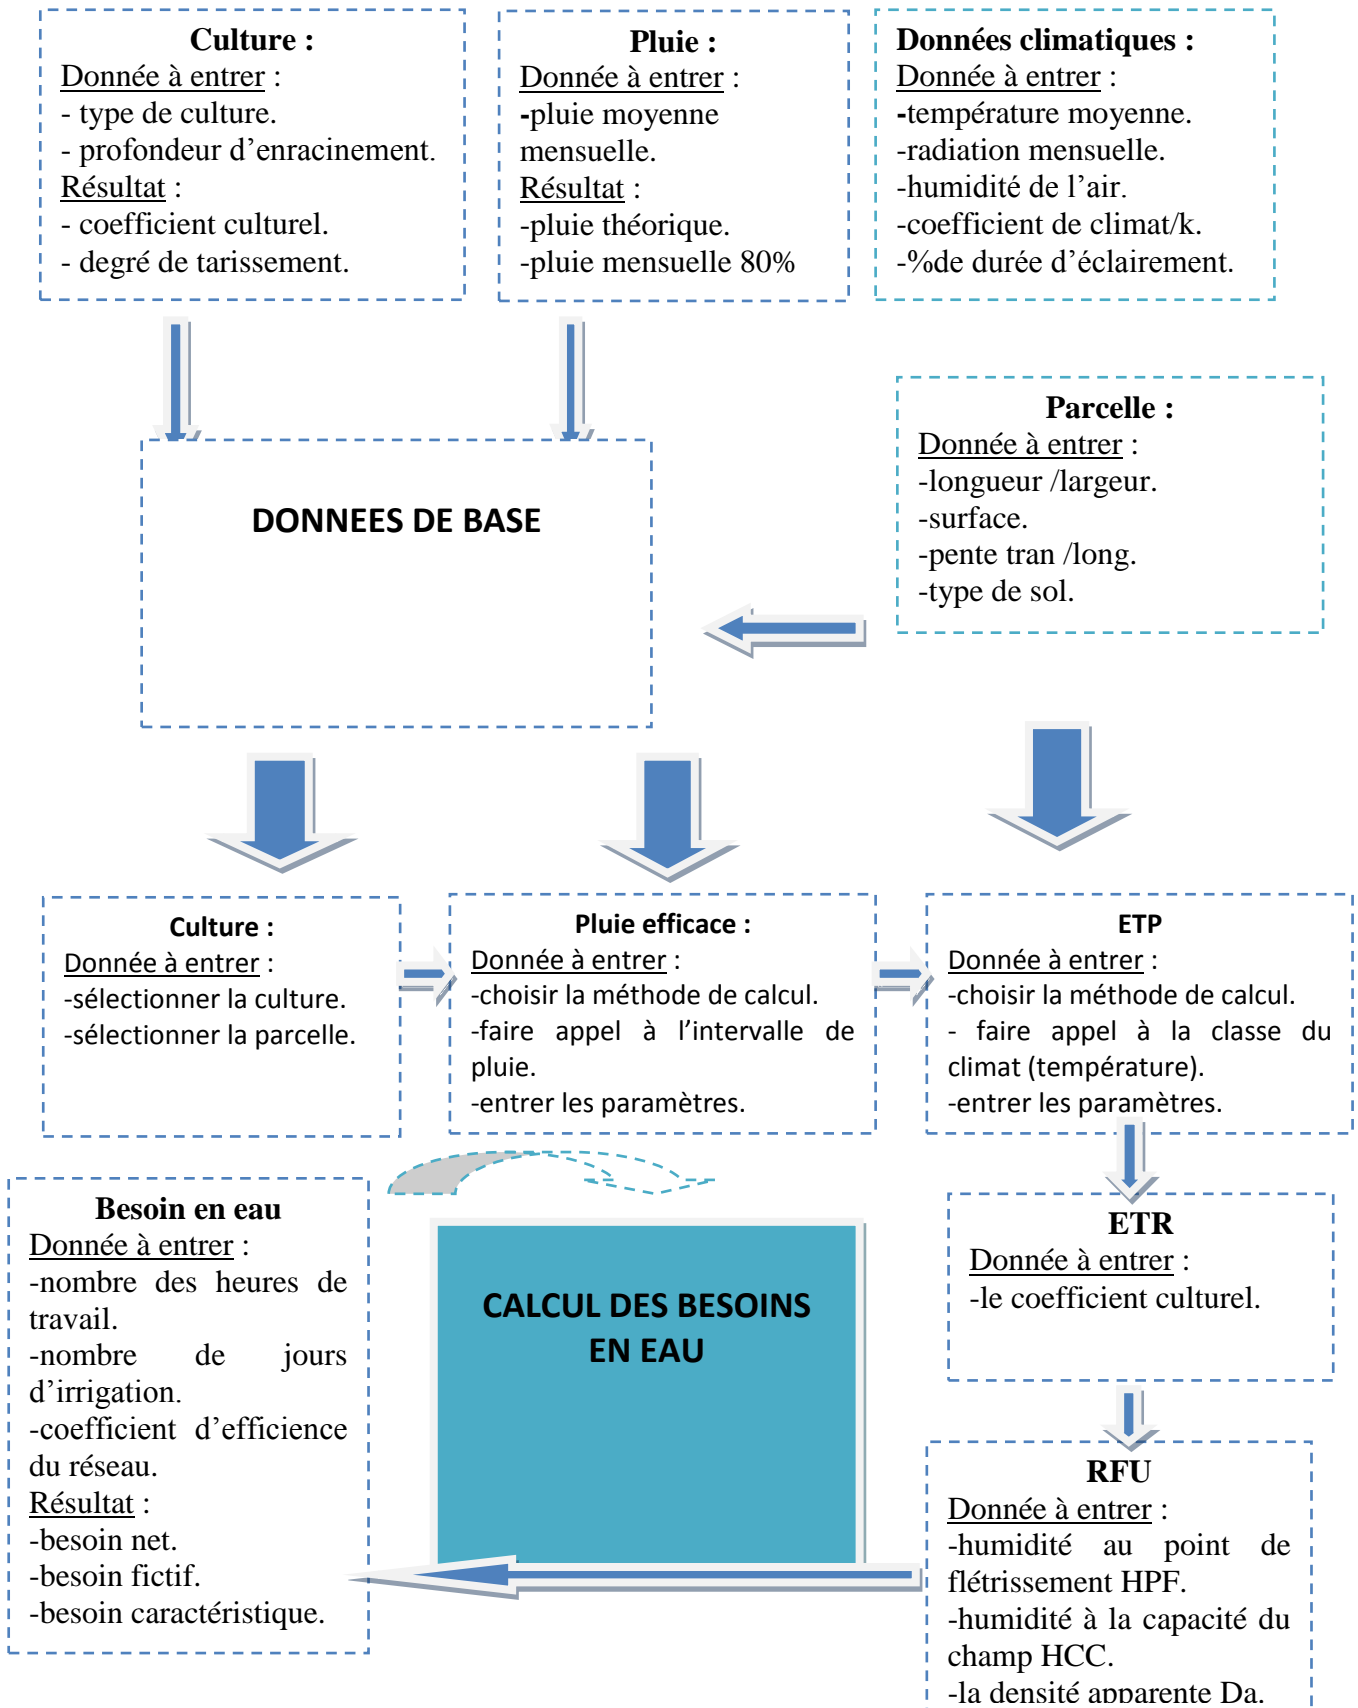 Culture :
Donnée à entrer :
- type de culture.
- profondeur d’enracinement.
Résultat :
- coefficient culturel.
- degré de tarissement.
Pluie :
Donnée à entrer :
-pluie moyenne
mensuelle.
Résultat :
-pluie théorique.
-pluie mensuelle 80%
Données climatiques :
Donnée à entrer :
-température moyenne.
-radiation mensuelle.
-humidité de l’air.
-coefficient de climat/k.
-%de durée d’éclairement.
Parcelle :
Donnée à entrer :
-longueur /largeur.
-surface.
-pente tran /long.
-type de sol.
DONNEES DE BASE
Culture :
Donnée à entrer :
-sélectionner la culture.
-sélectionner la parcelle.
Pluie efficace :
Donnée à entrer :
-choisir la méthode de calcul.
-faire appel à l’intervalle de
pluie.
-entrer les paramètres.
ETP
Donnée à entrer :
-choisir la méthode de calcul.
- faire appel à la classe du
climat (température).
-entrer les paramètres.
ETR
Donnée à entrer :
-le coefficient culturel.
RFU
Donnée à entrer :
-humidité au point de
flétrissement HPF.
-humidité à la capacité du
champ HCC.
-la densité apparente Da.
CALCUL DES BESOINS
EN EAU
Besoin en eau
Donnée à entrer :
-nombre des heures de
travail.
-nombre de jours
d’irrigation.
-coefficient d’efficience
du réseau.
Résultat :
-besoin net.
-besoin fictif.
-besoin caractéristique.